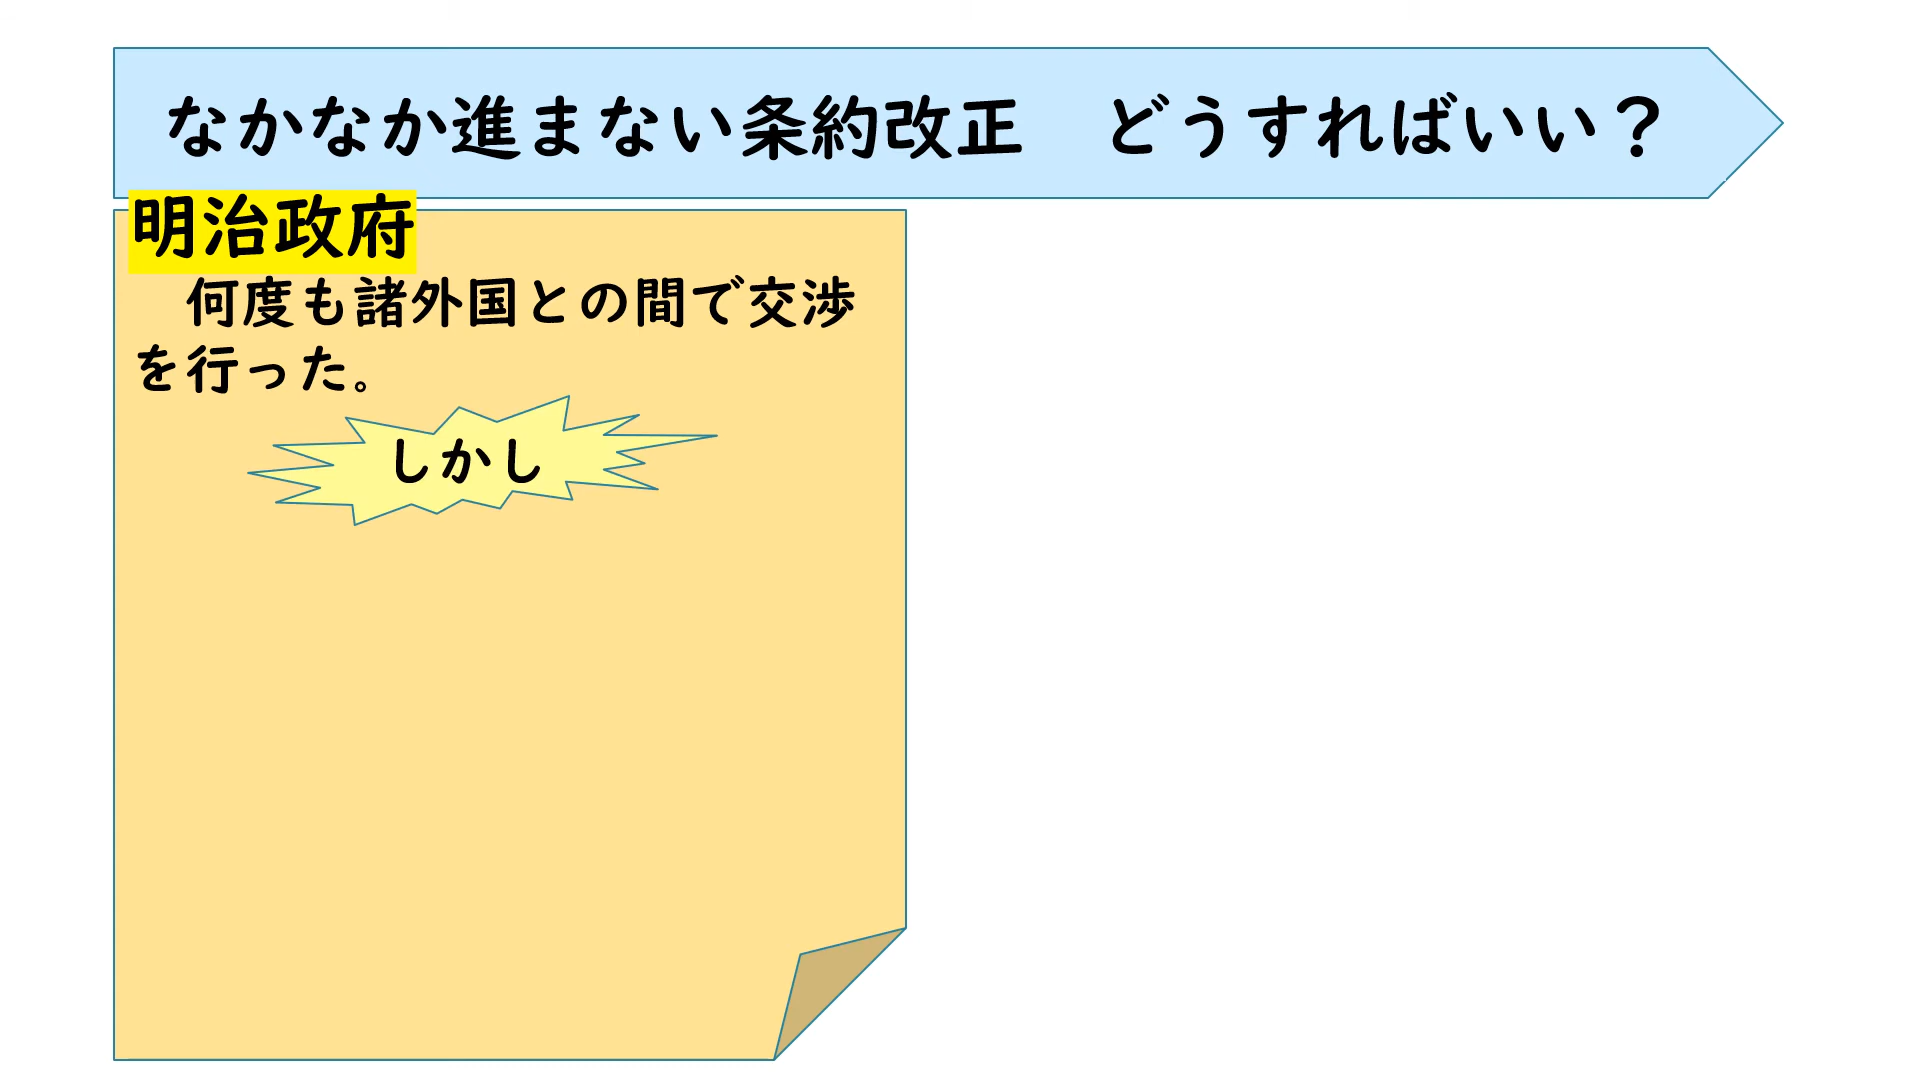 なかなか進まない条約改正　どうすればいい？
明治政府
　何度も諸外国との間で交渉
を行った。
しかし